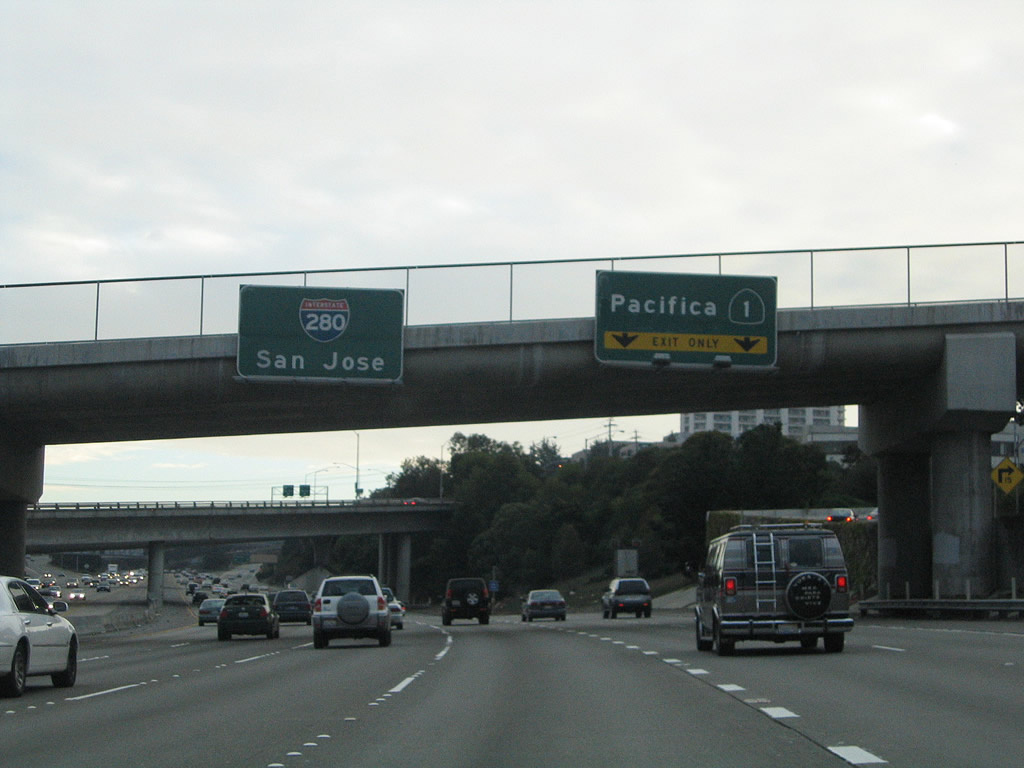 INTERSTATE
280
San Jose
Pacifica 1
EXIT ONLY